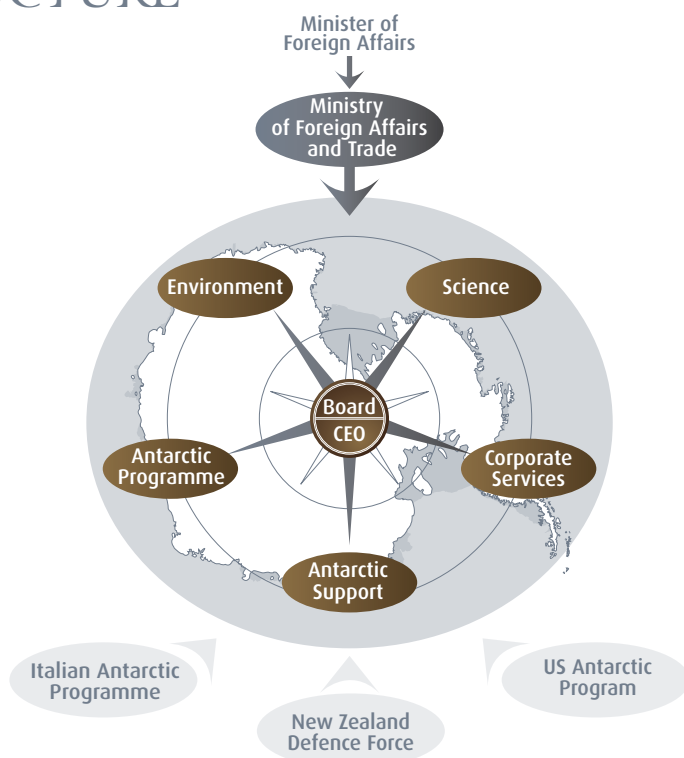 Minister of
Foreign Affairs
Ministry
of Foreign Affairs
and Trade
Environment
Science
Board
CEO
Antarctic
Programme
Corporate
Services
Antarctic
Support
Italian Antarctic
Programme
US Antarctic
Program
New Zealand
Defence Force